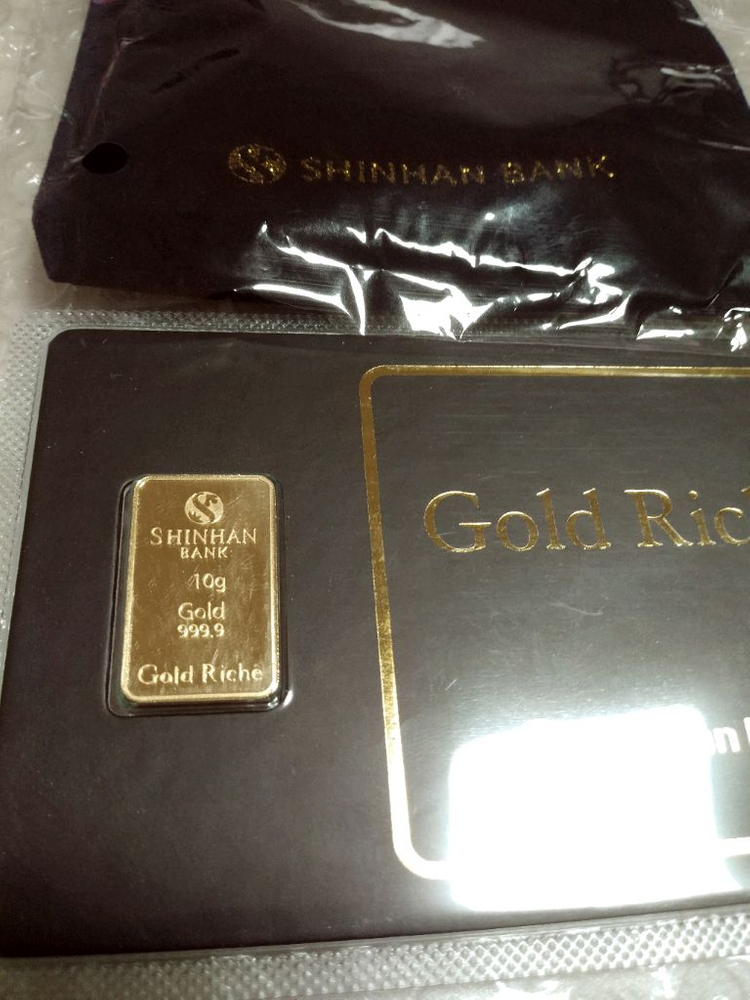 SHINHAN BANK
SHINHAN
BANK
10g
Gold
999.9
Gold Riche
Gold Ric